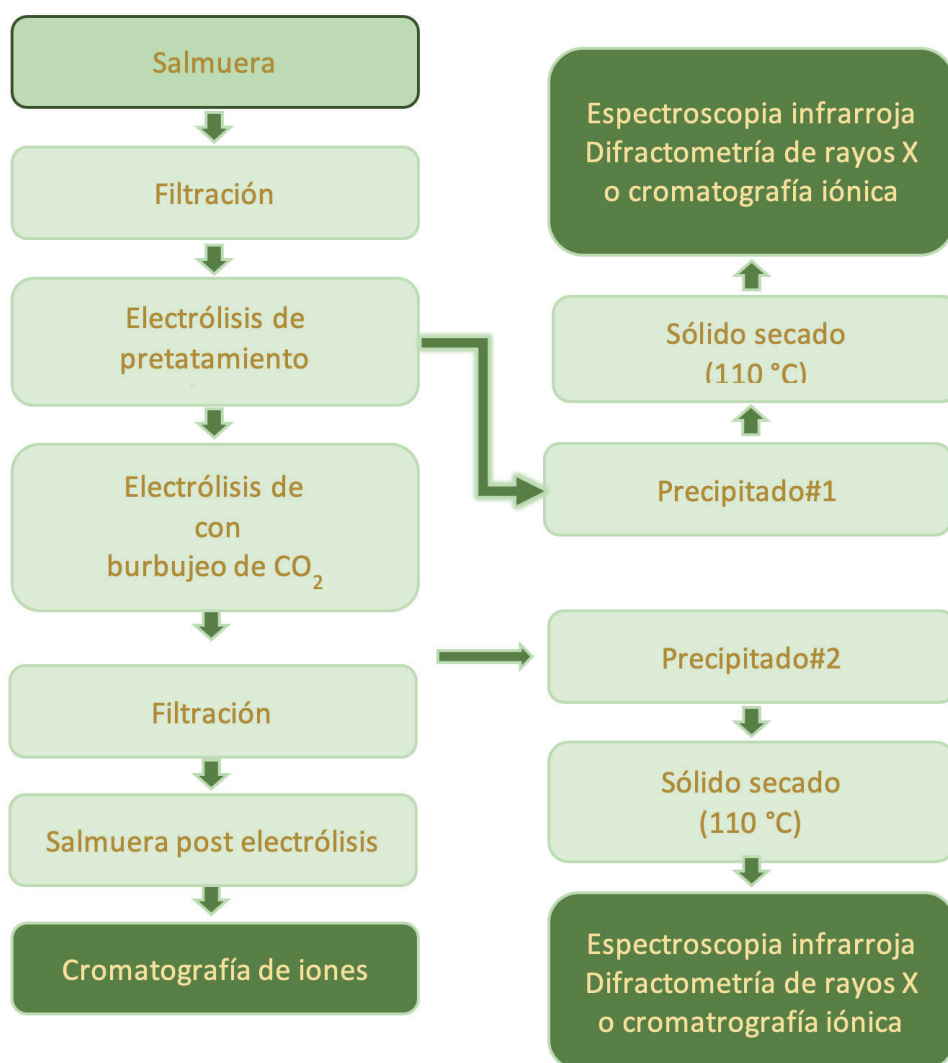 Salmuera
Filtración
Electrólisis de
pretatamiento
Electrólisis de
con
burbujeo de CO₂
Filtración
Salmuera post electrólisis
Cromatografía de iones
Espectroscopia infrarroja
Difractometría de rayos X
o cromatografía iónica
Sólido secado
(110 °C)
Precipitado#1
Precipitado#2
Sólido secado
(110 °C)
Espectroscopia infrarroja
Difractometría de rayos X
o cromatrografía iónica